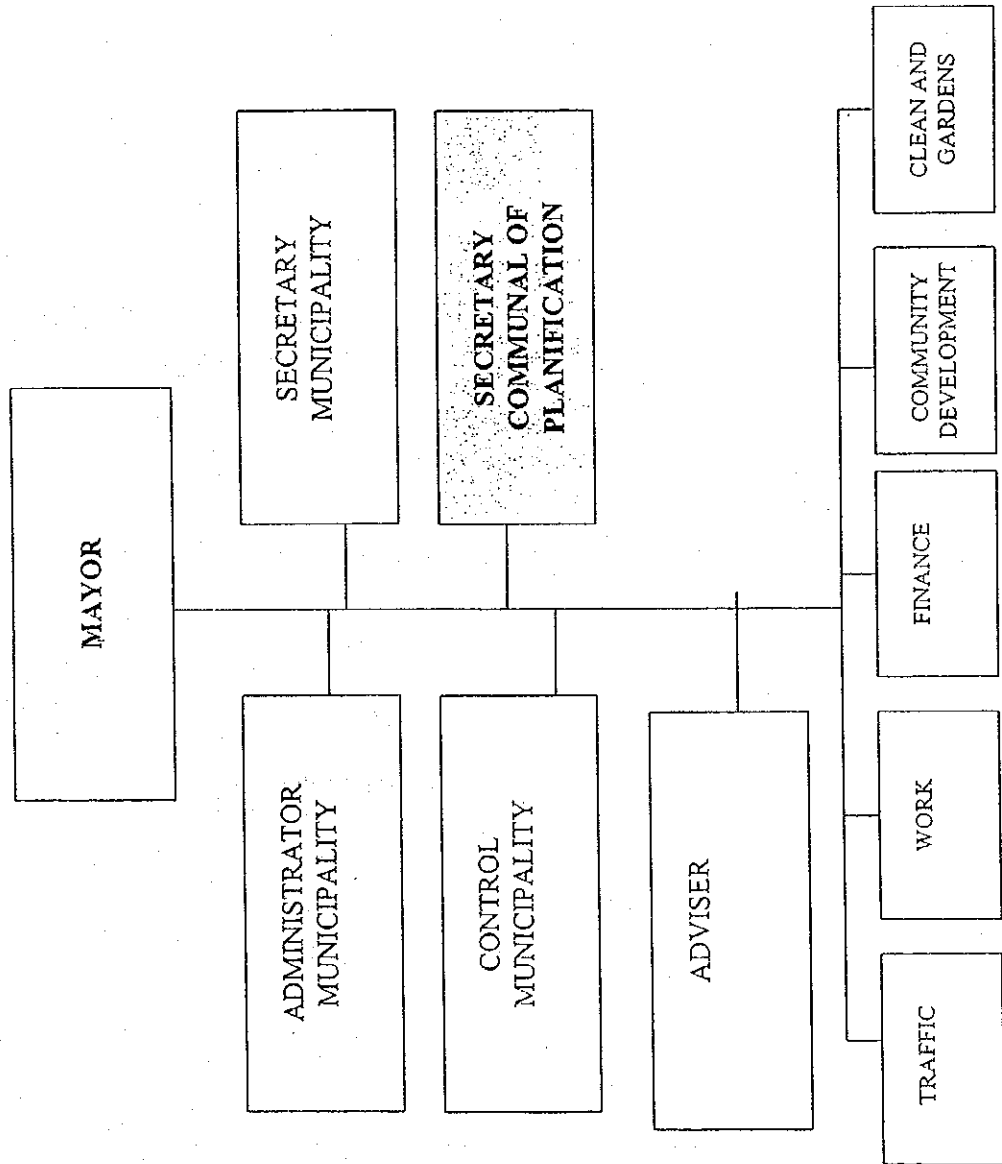 MAYOR
ADMINISTRATOR
MUNICIPALITY
SECRETARY
MUNICIPALITY
CONTROL
MUNICIPALITY
SECRETARY
COMMUNAL OF
PLANIFICATION
ADVISER
TRAFFIC
WORK
FINANCE
COMMUNITY
DEVELOPMENT
CLEAN AND
GARDENS